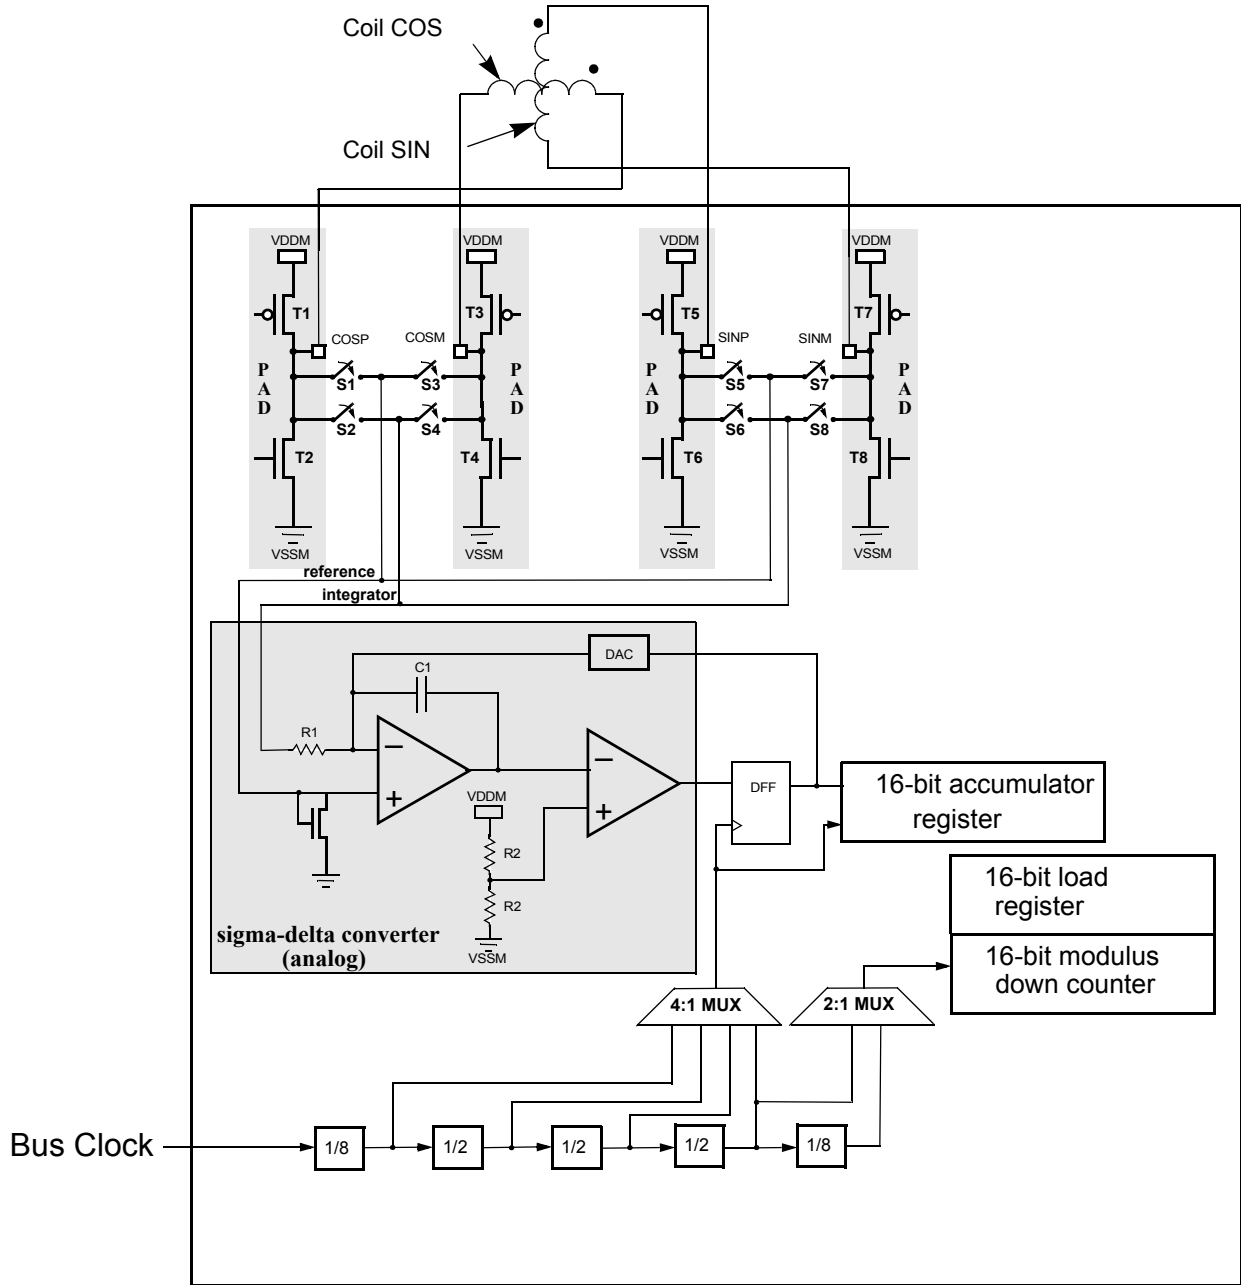 Coil COS
Coil SIN
VDDM
VDDM
VDDM
VDDM
T1
T3
T5
T7
COSP
COSM
SINP
SINM
PAD
S1
S3
PAD
PAD
S5
S7
PAD
S2
S4
S6
S8
T2
T4
T6
T8
VSSM
VSSM
VSSM
VSSM
reference
integrator
DAC
C1
R1
−
+
−
+
VDDM
R2
R2
VSSM
DFF
16-bit accumulator
register
16-bit load
register
16-bit modulus
down counter
sigma-delta converter
(analog)
4:1 MUX
2:1 MUX
Bus Clock
1/8
1/2
1/2
1/2
1/8